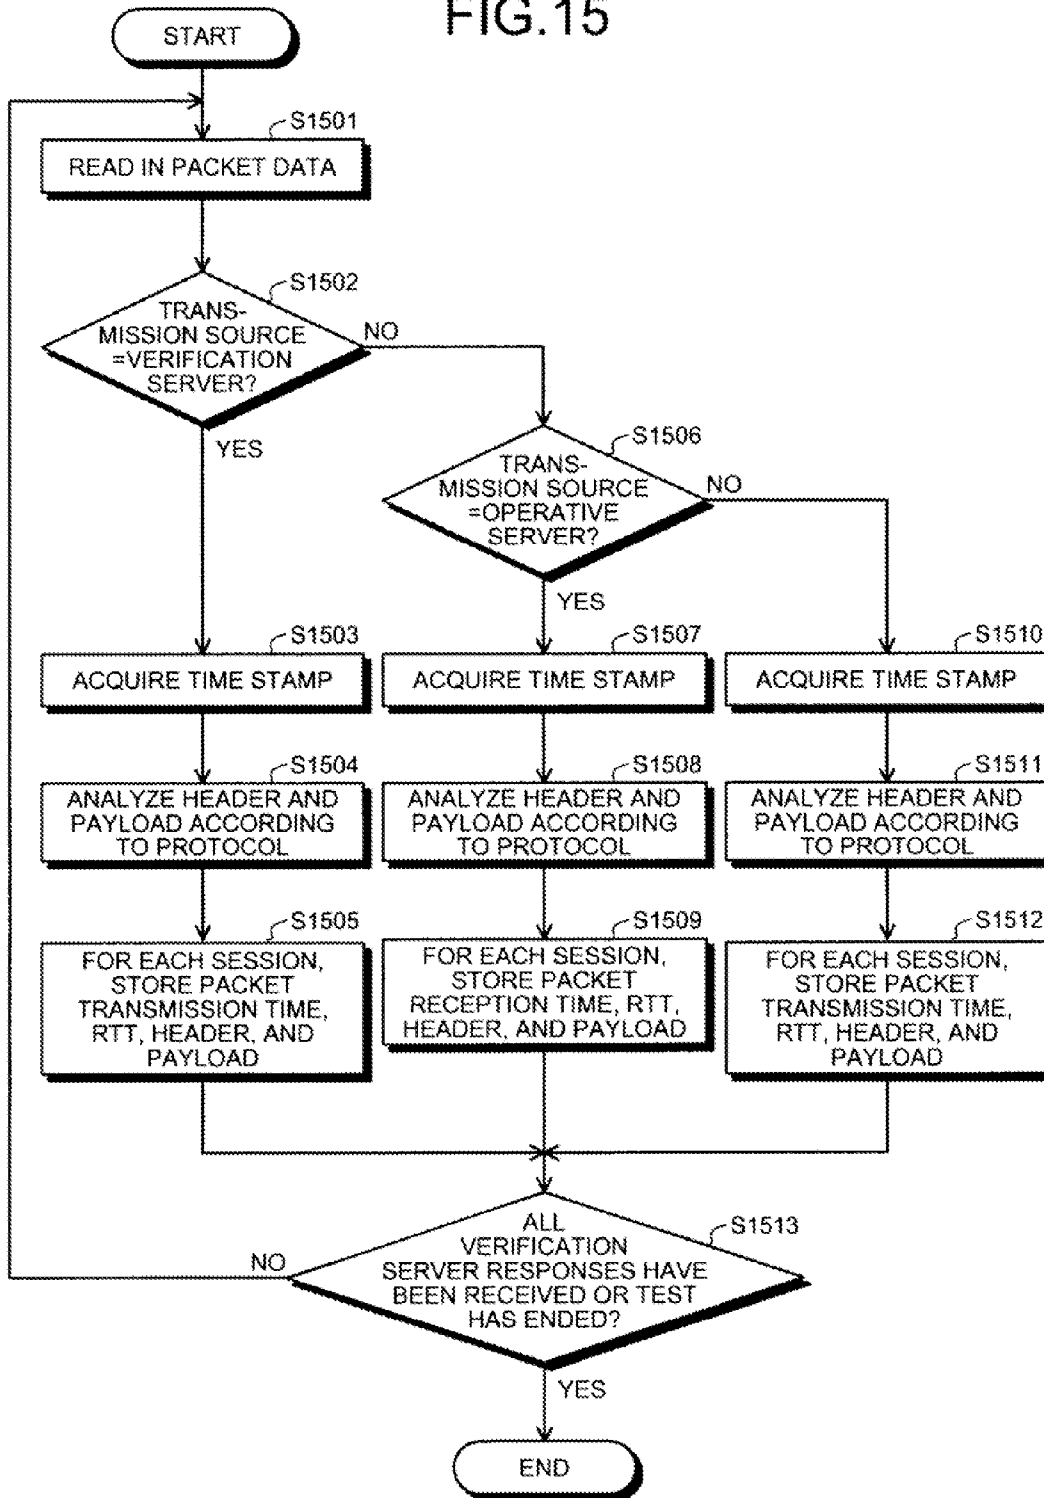 FIG.15
START
S1501
READ IN PACKET DATA
S1502
TRANS-
MISSION SOURCE
=VERIFICATION
SERVER?
NO
YES
S1506
TRANS-
MISSION SOURCE
=OPERATIVE
SERVER?
NO
YES
S1503
ACQUIRE TIME STAMP
S1507
ACQUIRE TIME STAMP
S1510
ACQUIRE TIME STAMP
S1504
ANALYZE HEADER AND
PAYLOAD ACCORDING
TO PROTOCOL
S1508
ANALYZE HEADER AND
PAYLOAD ACCORDING
TO PROTOCOL
S1511
ANALYZE HEADER AND
PAYLOAD ACCORDING
TO PROTOCOL
S1505
FOR EACH SESSION,
STORE PACKET
TRANSMISSION TIME,
RTT, HEADER, AND
PAYLOAD
S1509
FOR EACH SESSION,
STORE PACKET
RECEPTION TIME, RTT,
HEADER, AND PAYLOAD
S1512
FOR EACH SESSION,
STORE PACKET
TRANSMISSION TIME,
RTT, HEADER, AND
PAYLOAD
S1513
ALL
VERIFICATION
SERVER RESPONSES HAVE
BEEN RECEIVED OR TEST
HAS ENDED?
NO
YES
END